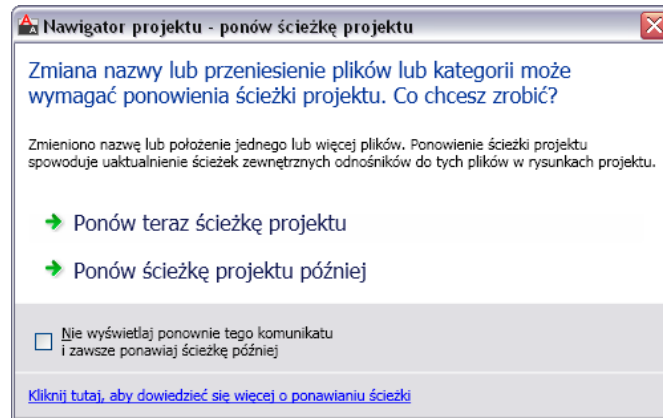 Nawigator projektu - ponów ścieżkę projektu
Zmiana nazwy lub przeniesienie plików lub kategorii może
wymagać ponowienia ścieżki projektu. Co chcesz zrobić?
Zmieniono nazwę lub położenie jednego lub więcej plików. Ponowienie ścieżki projektu
spowoduje uaktualnienie ścieżek zewnętrznych odnośników do tych plików w rysunkach projektu.
Ponów teraz ścieżkę projektu
Ponów ścieżkę projektu później
Nie wyświetlaj ponownie tego komunikatu
i zawsze ponawiaj ścieżkę później
Kliknij tutaj, aby dowiedzieć się więcej o ponawianiu ścieżki